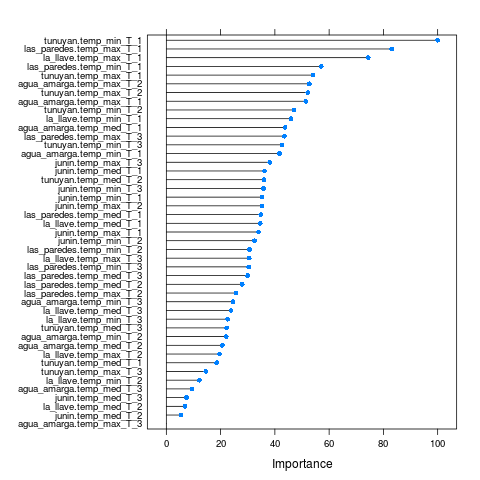 tunuyan.temp_min_T_1
las_paredes.temp_max_T_1
la_llave.temp_max_T_1
las_paredes.temp_min_T_1
tunuyan.temp_max_T_1
agua_amarga.temp_max_T_2
tunuyan.temp_max_T_2
agua_amarga.temp_max_T_1
tunuyan.temp_min_T_2
la_llave.temp_min_T_1
agua_amarga.temp_med_T_1
las_paredes.temp_max_T_3
tunuyan.temp_min_T_3
agua_amarga.temp_min_T_1
junin.temp_max_T_3
junin.temp_med_T_1
tunuyan.temp_med_T_2
junin.temp_min_T_3
junin.temp_min_T_1
junin.temp_max_T_2
las_paredes.temp_med_T_1
la_llave.temp_med_T_1
junin.temp_max_T_1
junin.temp_min_T_2
las_paredes.temp_min_T_2
la_llave.temp_max_T_3
las_paredes.temp_min_T_3
las_paredes.temp_med_T_3
las_paredes.temp_med_T_2
las_paredes.temp_max_T_2
agua_amarga.temp_min_T_3
la_llave.temp_med_T_3
la_llave.temp_min_T_3
tunuyan.temp_med_T_3
agua_amarga.temp_min_T_2
agua_amarga.temp_med_T_2
la_llave.temp_max_T_2
tunuyan.temp_med_T_1
tunuyan.temp_max_T_3
la_llave.temp_min_T_2
agua_amarga.temp_med_T_3
junin.temp_med_T_3
la_llave.temp_med_T_2
junin.temp_med_T_2
agua_amarga.temp_max_T_3
0 20 40 60 80 100
Importance